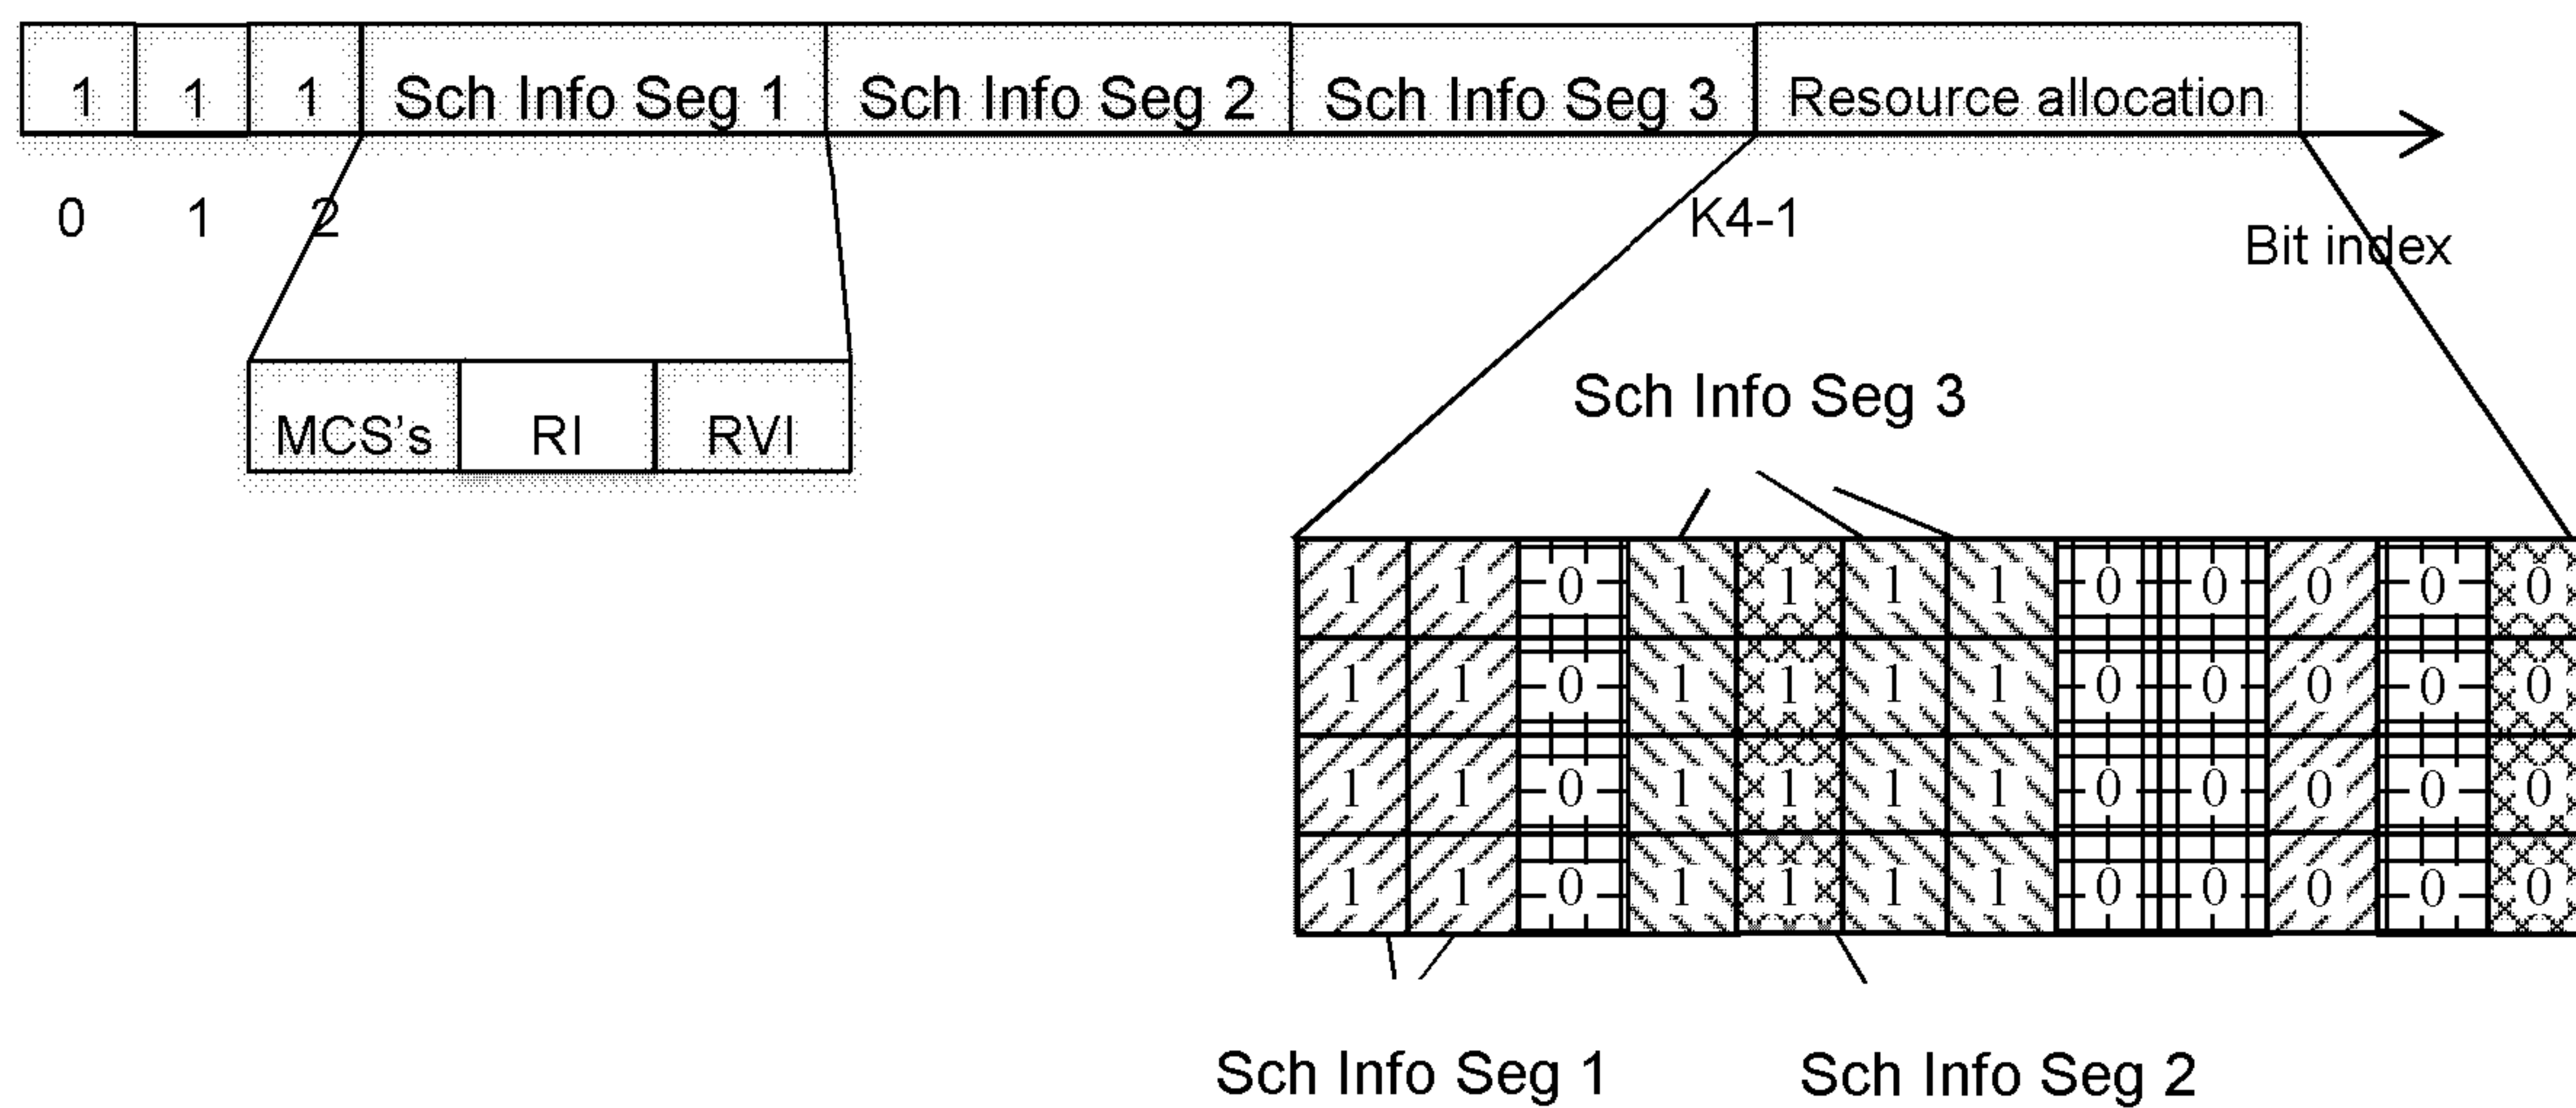 1 1 1 Sch Info Seg 1 Sch Info Seg 2 Sch Info Seg 3 Resource allocation
0 1 2 K4-1
Bit index
MCS's RI RVI
Sch Info Seg 3
1 1 0 1 1 1 1 0 0 0 0 0
1 1 0 1 1 1 1 0 0 0 0 0
1 1 0 1 1 1 1 0 0 0 0 0
1 1 0 1 1 1 1 0 0 0 0 0
Sch Info Seg 1 Sch Info Seg 2